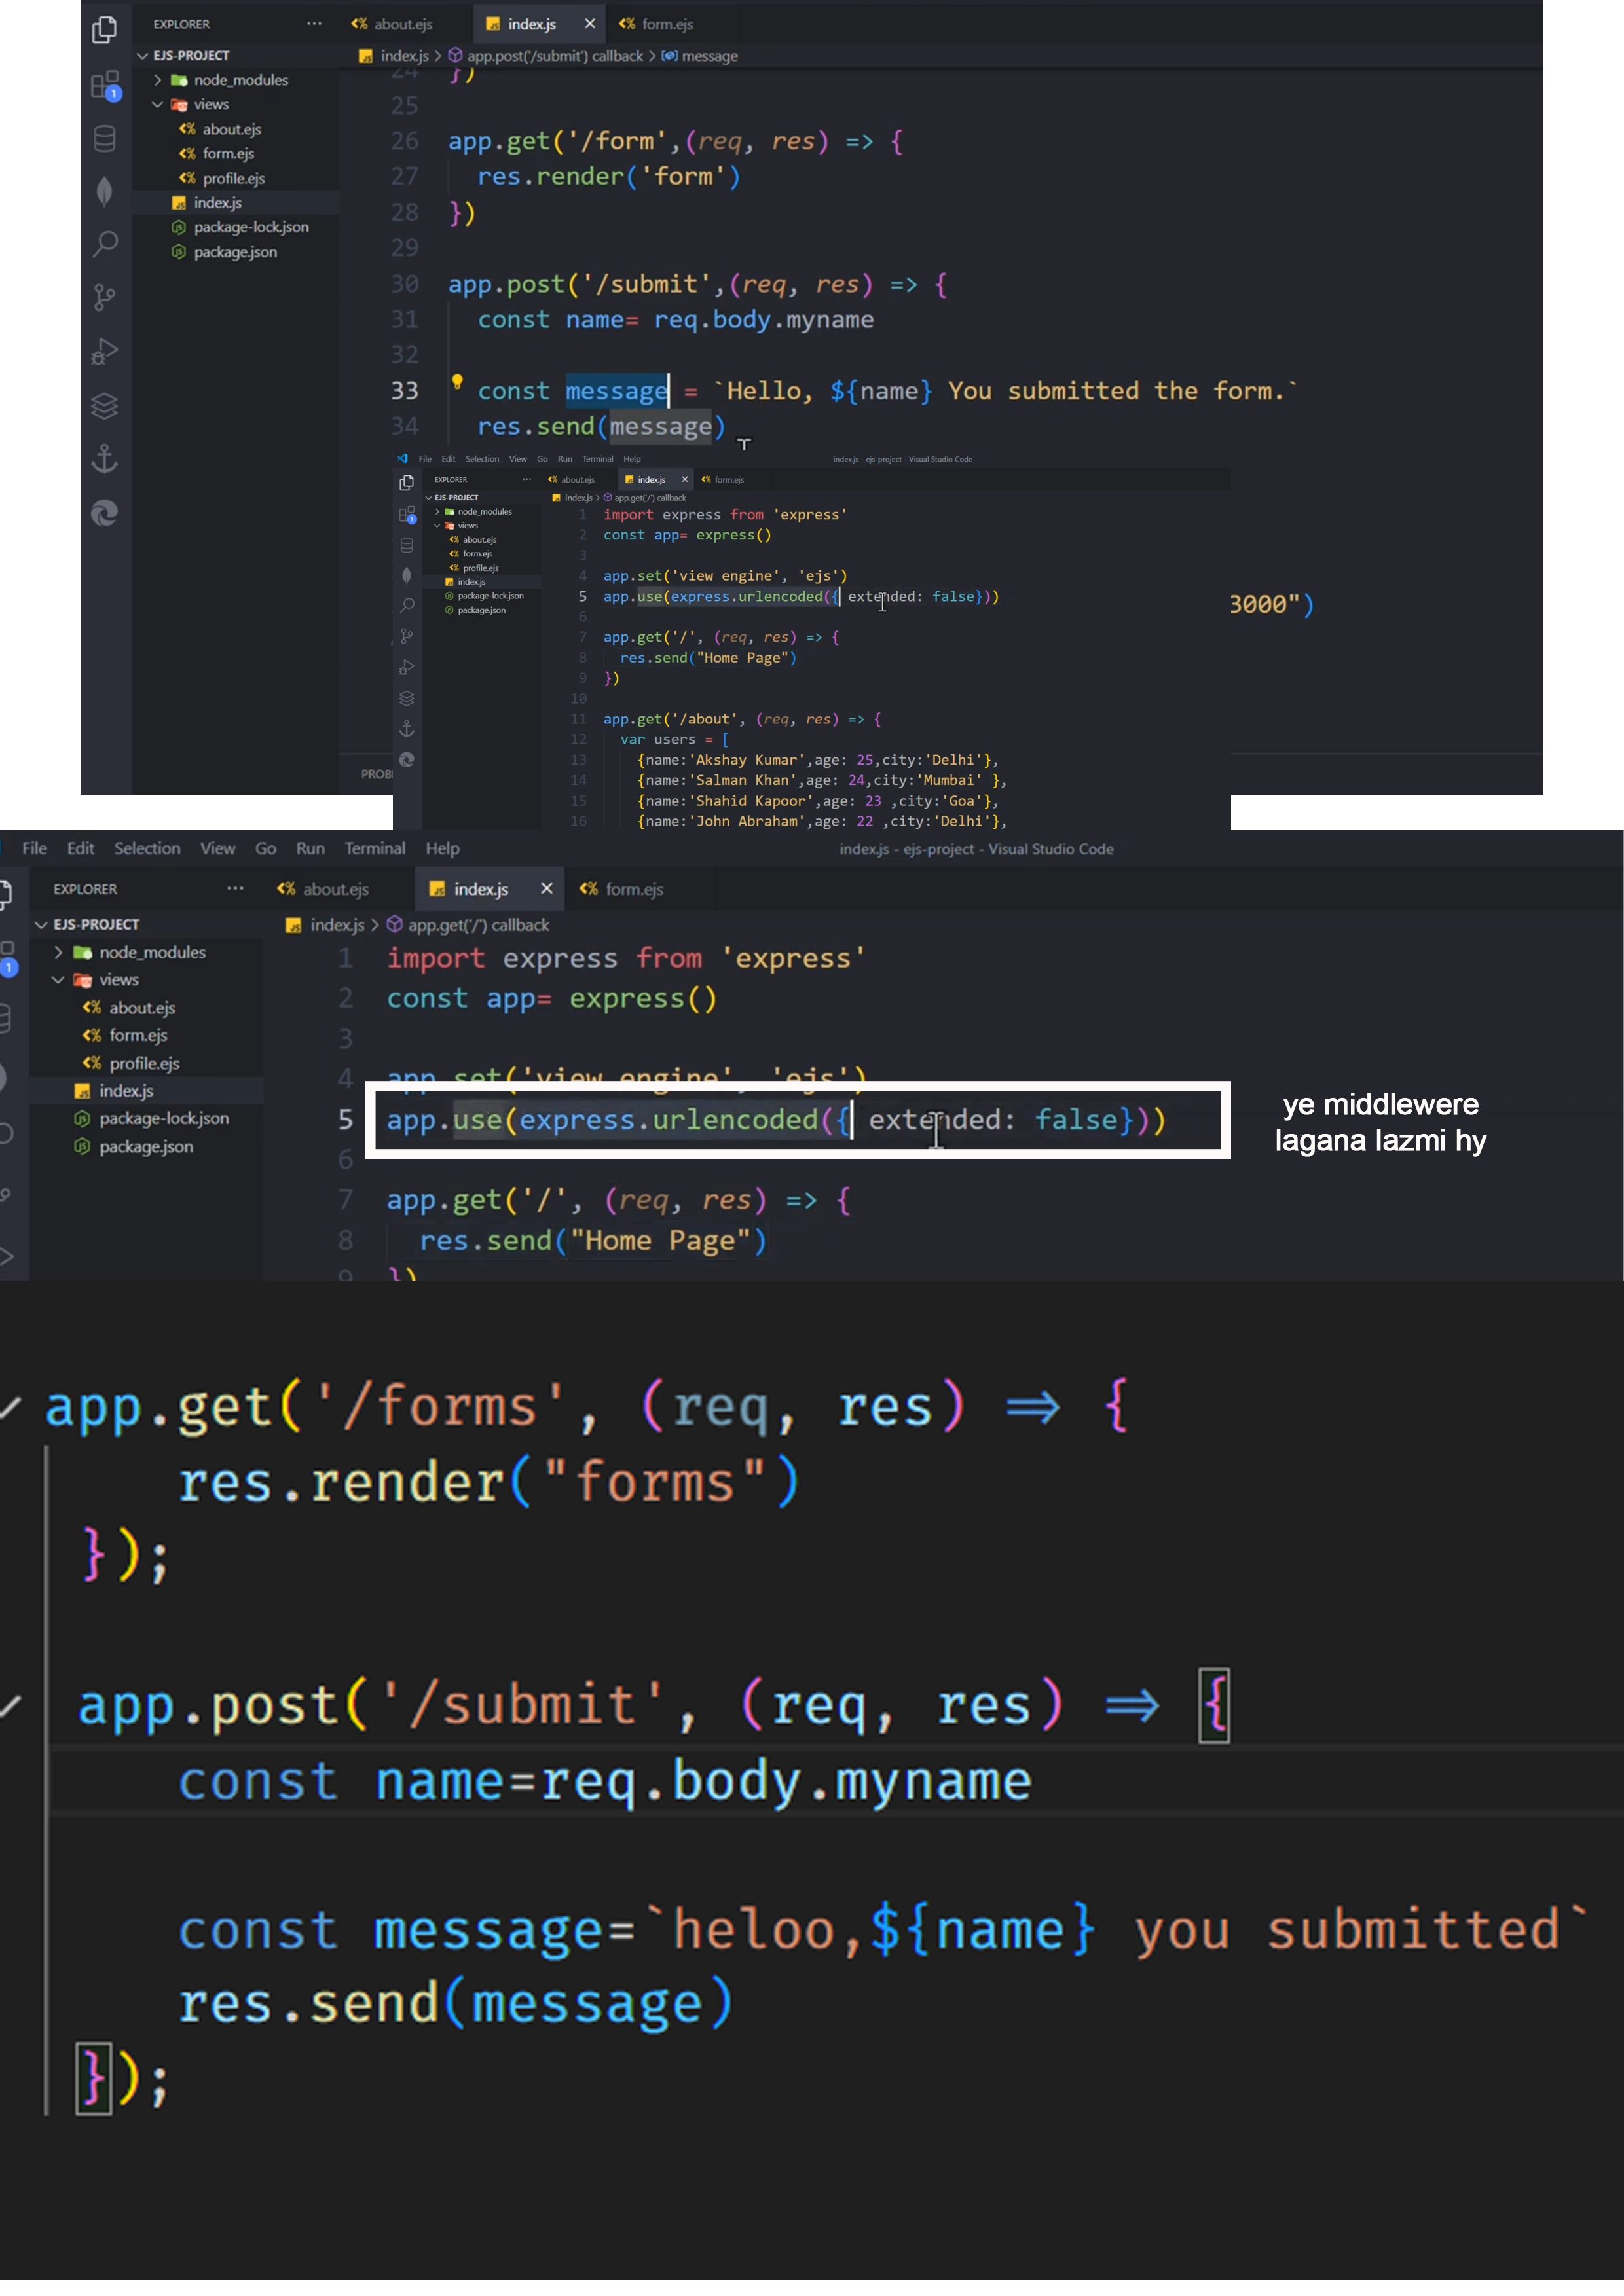 EXPLORER ... about.ejs index.js × form.ejs
EJS-PROJECT index.js > app.post('/submit') callback > message
node_modules
views
about.ejs
form.ejs
profile.ejs
index.js
package-lock.json
package.json
1
24 })
25
26 app.get('/form',(req, res) => {
27 res.render('form')
28 })
29
30 app.post('/submit',(req, res) => {
31 const name= req.body.myname
32
33 const message = `Hello, ${name} You submitted the form.`
34 res.send(message)
3000")
PROB
File Edit Selection View Go Run Terminal Help index.js - ejs-project - Visual Studio Code
EXPLORER ... about.ejs index.js × form.ejs
EJS-PROJECT index.js > app.get('/') callback
node_modules
views
about.ejs
form.ejs
profile.ejs
index.js
package-lock.json
package.json
1
1 import express from 'express'
2 const app= express()
3
4 app.set('view engine', 'ejs')
5 app.use(express.urlencoded({ extended: false}))
6
7 app.get('/', (req, res) => {
8 res.send("Home Page")
9 })
10
11 app.get('/about', (req, res) => {
12 var users = [
13 {name:'Akshay Kumar',age: 25,city:'Delhi'},
14 {name:'Salman Khan',age: 24,city:'Mumbai' },
15 {name:'Shahid Kapoor',age: 23 ,city:'Goa'},
16 {name:'John Abraham',age: 22 ,city:'Delhi'},
File Edit Selection View Go Run Terminal Help index.js - ejs-project - Visual Studio Code
EXPLORER ... about.ejs index.js × form.ejs
EJS-PROJECT index.js > app.get('/') callback
node_modules
views
about.ejs
form.ejs
profile.ejs
index.js
package-lock.json
package.json
1
1 import express from 'express'
2 const app= express()
3
4 app.set('view engine', 'ejs')
5 app.use(express.urlencoded({ extended: false}))
6
7 app.get('/', (req, res) => {
8 res.send("Home Page")
9 })
ye middlewere
lagana lazmi hy
app.get('/forms', (req, res) => {
res.render("forms")
});
app.post('/submit', (req, res) => {
const name=req.body.myname
const message=`heloo,${name} you submitted`
res.send(message)
});